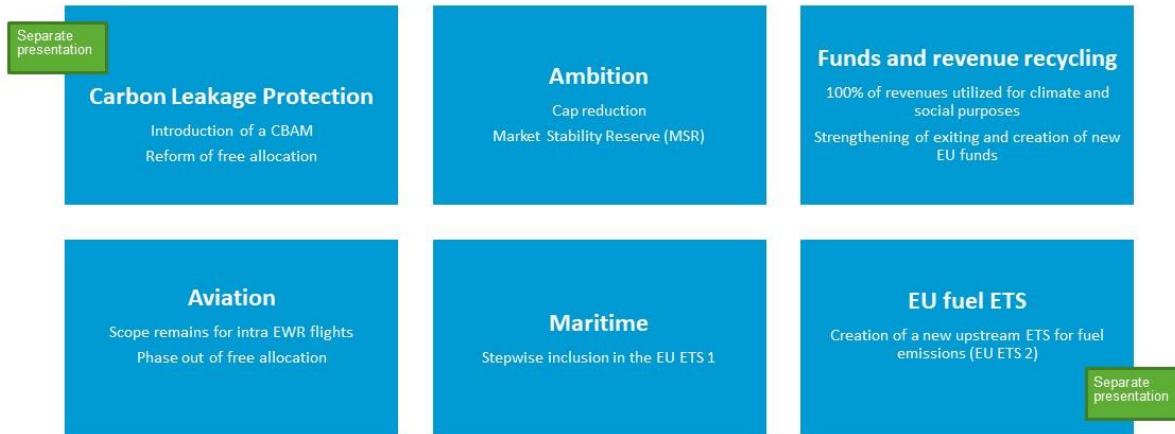 Separate
presentation
Carbon Leakage Protection
Introduction of a CBAM
Reform of free allocation
Ambition
Cap reduction
Market Stability Reserve (MSR)
Funds and revenue recycling
100% of revenues utilized for climate and
social purposes
Strengthening of exiting and creation of new
EU funds
Aviation
Scope remains for intra EWR flights
Phase out of free allocation
Maritime
Stepwise inclusion in the EU ETS 1
EU fuel ETS
Creation of a new upstream ETS for fuel
emissions (EU ETS 2)
Separate
presentation